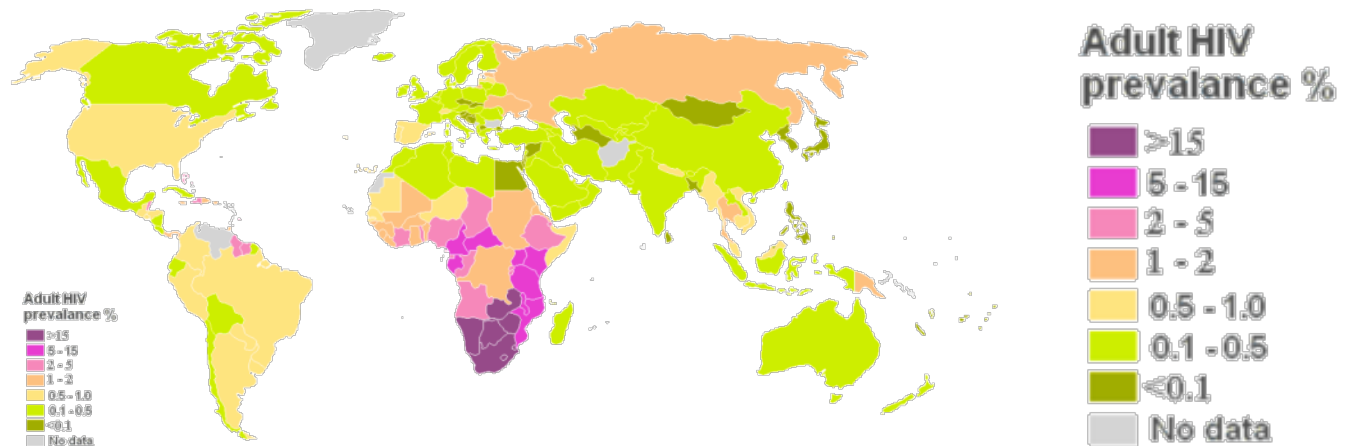 Adult HIV
prevalance %
>15
5 - 15
2 - 5
1 - 2
0.5 - 1.0
0.1 - 0.5
<0.1
No data
Adult HIV
prevalance %
>15
5 - 15
2 - 5
1 - 2
0.5 - 1.0
0.1 - 0.5
<0.1
No data